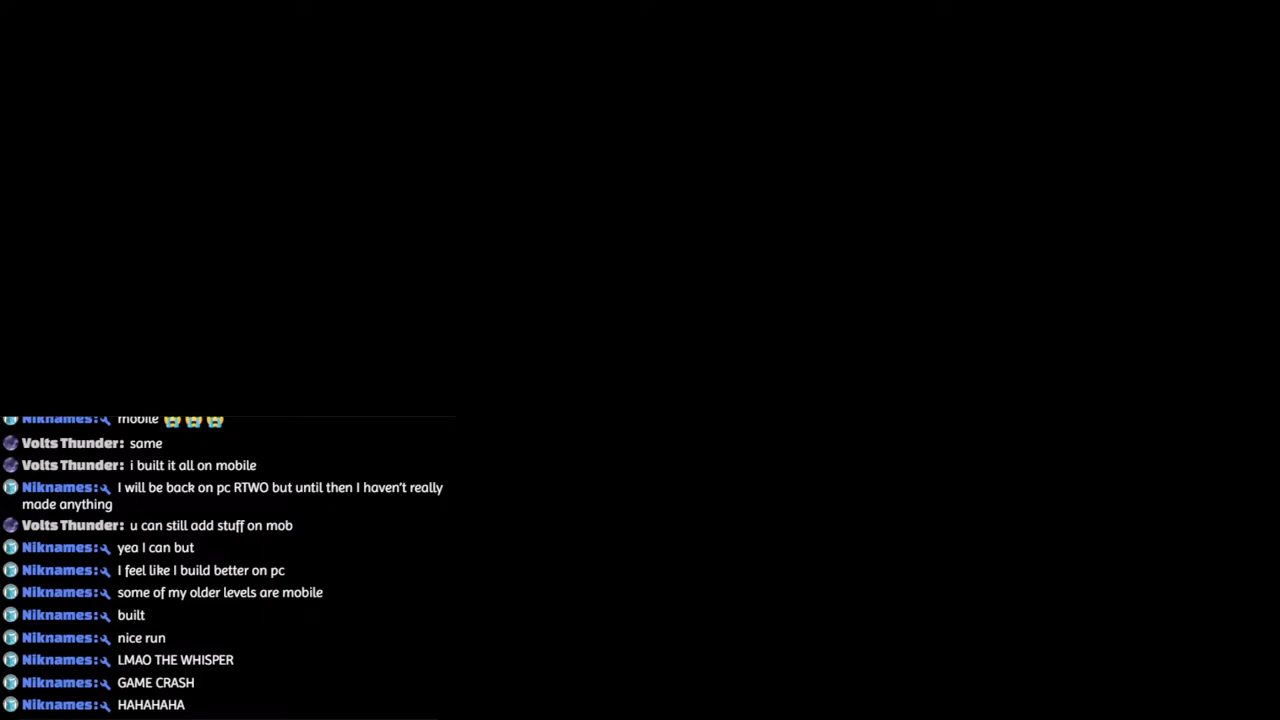 Niknames: mobile 😭😭😭
Volts Thunder: same
Volts Thunder: i built it all on mobile
Niknames: I will be back on pc RTWO but until then I haven't really
made anything
Volts Thunder: u can still add stuff on mob
Niknames: yea I can but
Niknames: I feel like I build better on pc
Niknames: some of my older levels are mobile
Niknames: built
Niknames: nice run
Niknames: LMAO THE WHISPER
Niknames: GAME CRASH
Niknames: HAHAHAHA